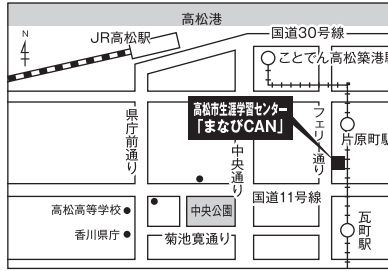 高松港
N
JR高松駅
国道30号線
ことでん高松築港駅
高松市生涯学習センター
「まなびCAN」
県庁前通り
中央通り
フェリー通り
片原町駅
国道11号線
高松高等学校
中央公園
香川県庁
菊池寛通り
瓦町駅